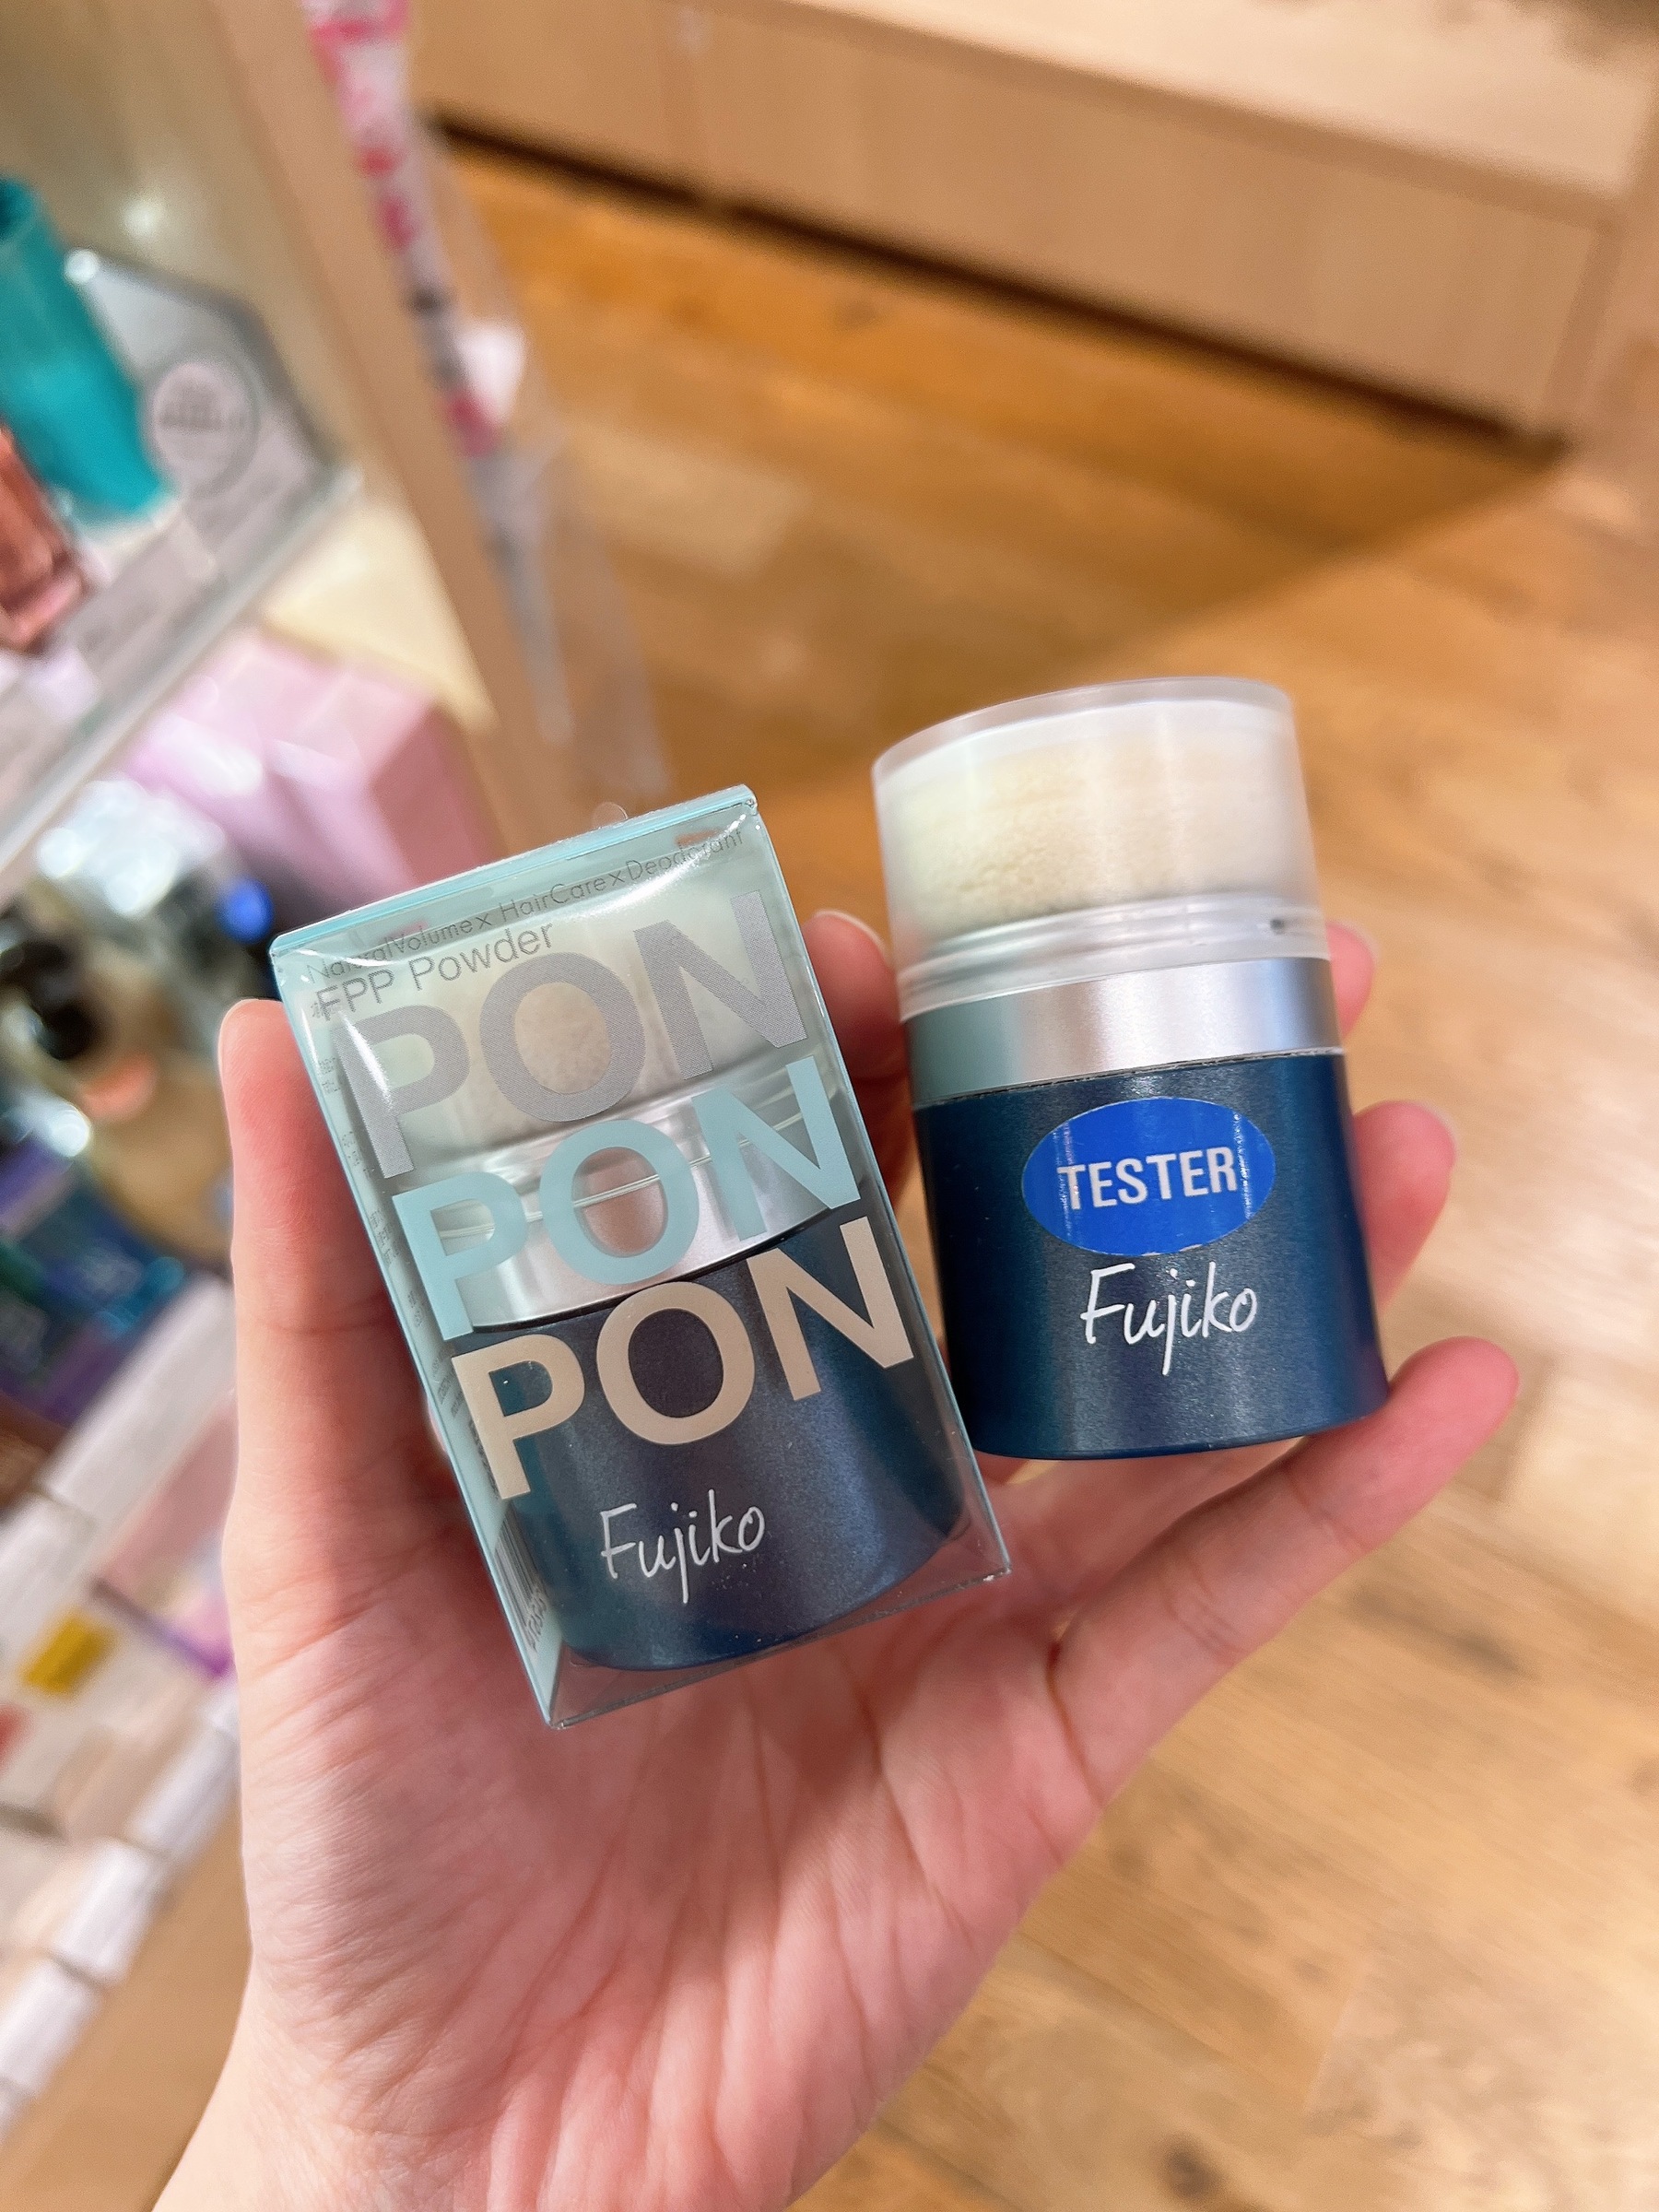 NaturalVolume x HairCare x Deodorant
FPP Powder
PON
PON
PON
Fujiko
TESTER
Fujiko